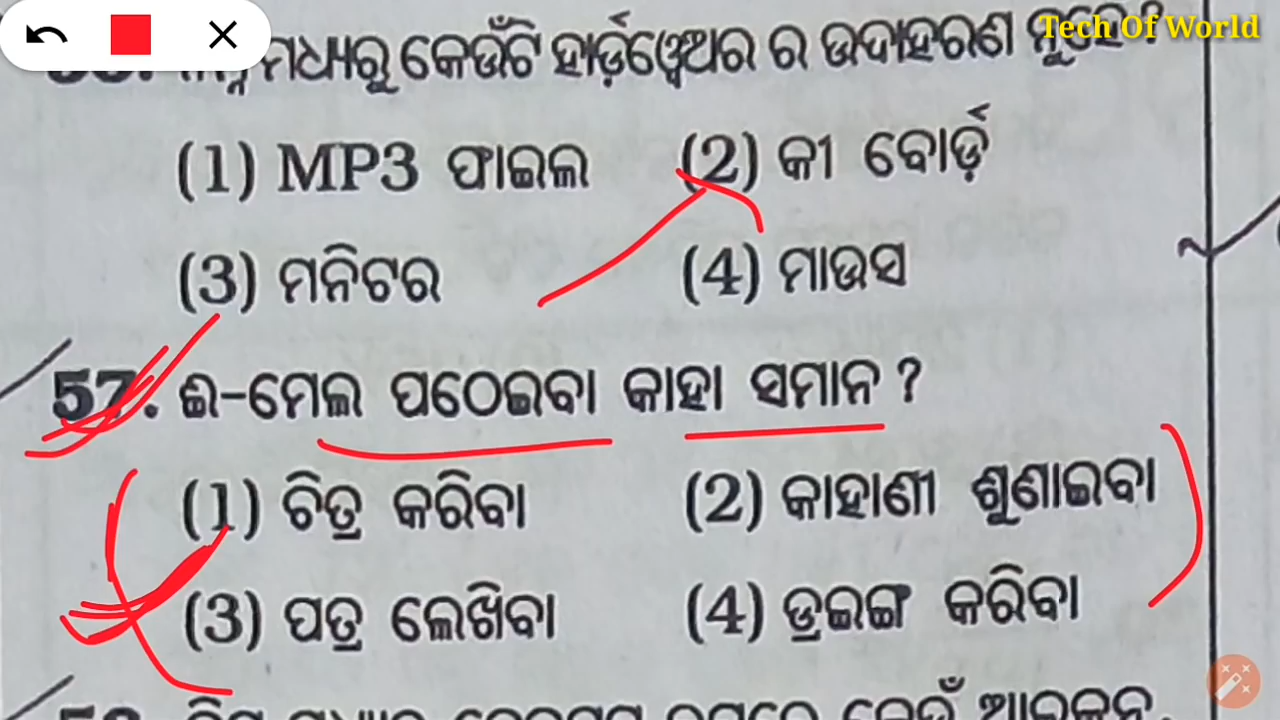 Tech Of World
ମଧ୍ୟରୁ କେଉଁଟି ହାର୍ଡ଼ୱେଅର ର ଉଦାହରଣ ନୁହେ ?
(1) MP3 ଫାଇଲ (2) କୀ ବୋର୍ଡ଼
(3) ମନିଟର (4) ମାଉସ
57. ଈ-ମେଲ ପଠେଇବା କାହା ସମାନ ?
(1) ଚିତ୍ର କରିବା (2) କାହାଣୀ ଶୁଣାଇବା
(3) ପତ୍ର ଲେଖିବା (4) ଡ୍ରଇଙ୍ଗ କରିବା